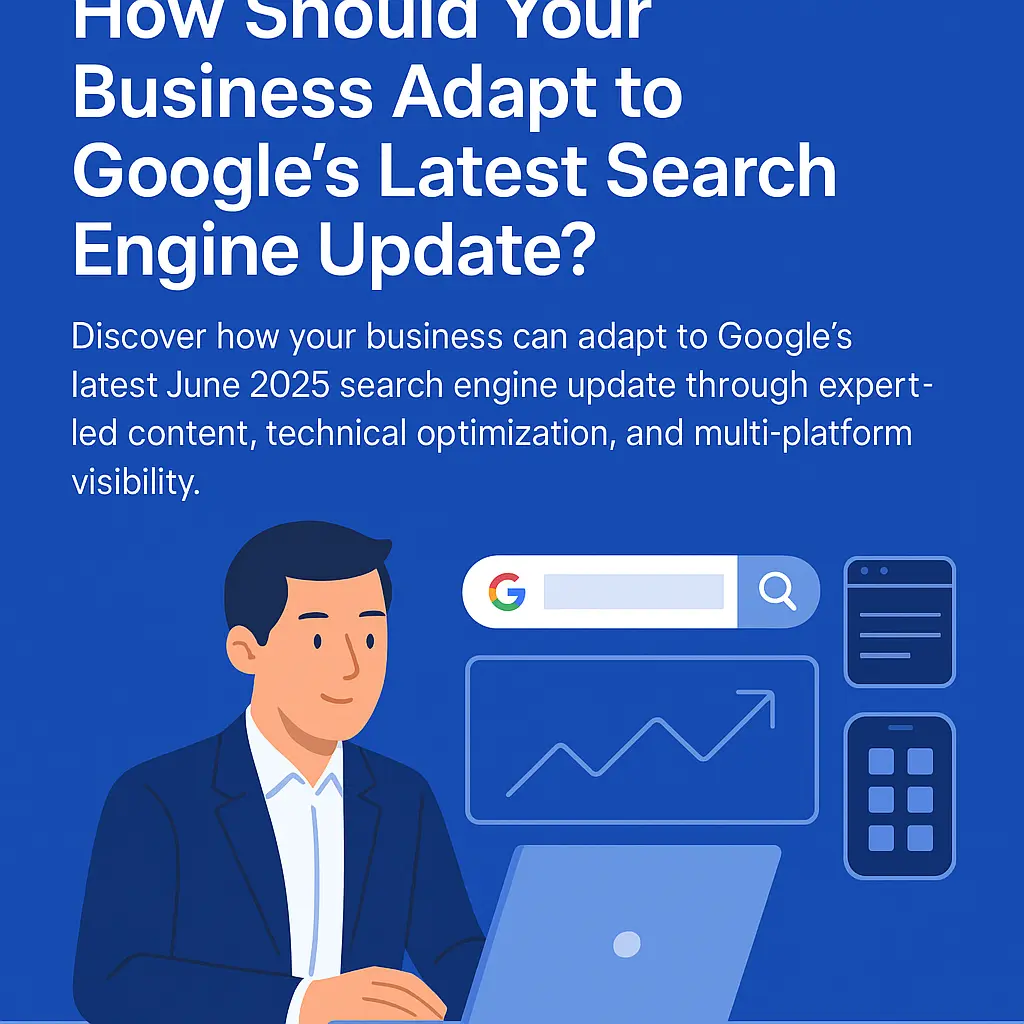 How Should Your
Business Adapt to
Google’s Latest Search
Engine Update?
Discover how your business can adapt to Google’s
latest June 2025 search engine update through expert-
led content, technical optimization, and multi-platform
visibility.
G